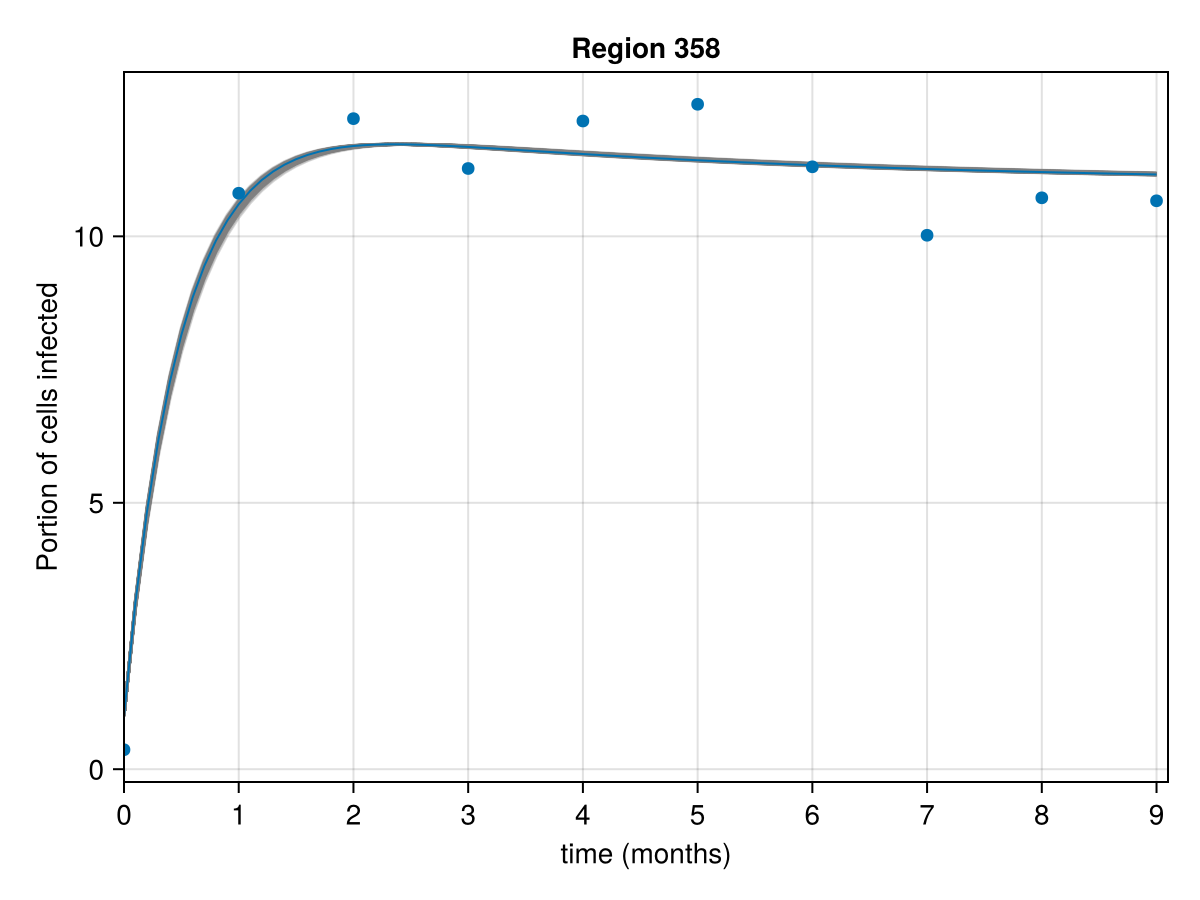 Region 358
Portion of cells infected
10
5
0
0 1 2 3 4 5 6 7 8 9
time (months)